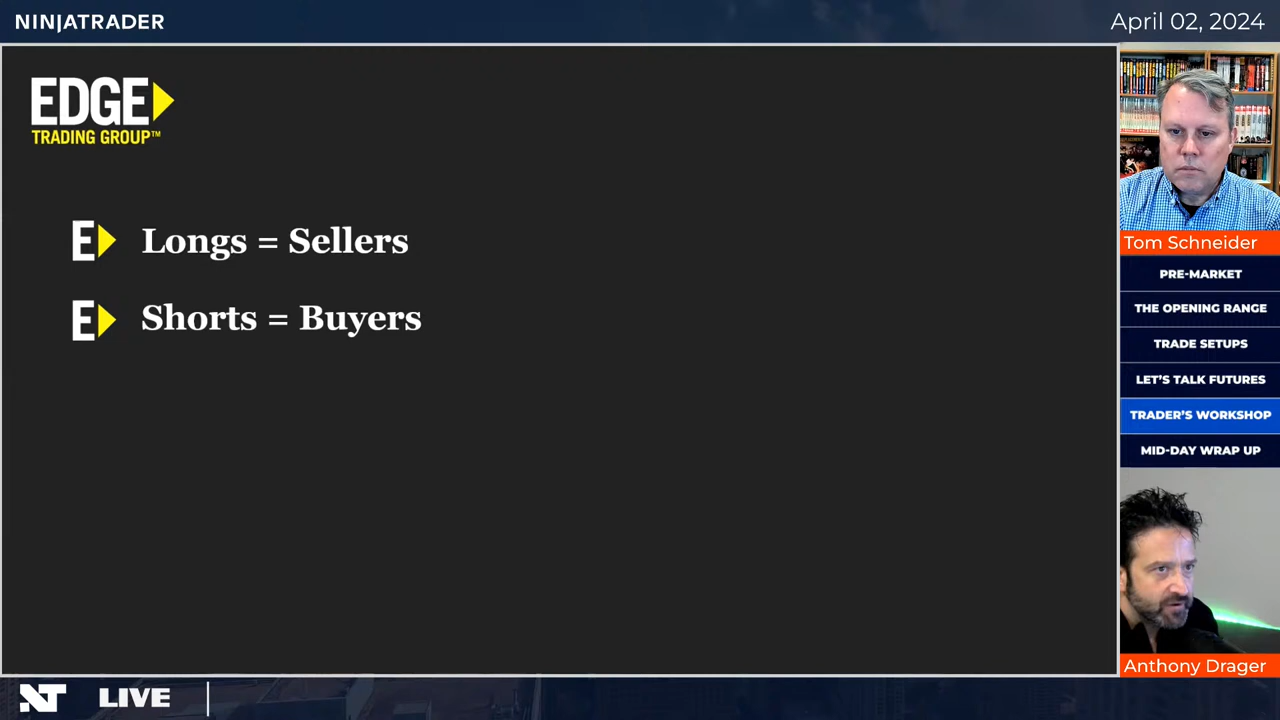 NINJATRADER
April 02, 2024
EDGE
TRADING GROUP™
E Longs = Sellers
E Shorts = Buyers
Tom Schneider
PRE-MARKET
THE OPENING RANGE
TRADE SETUPS
LET'S TALK FUTURES
TRADER'S WORKSHOP
MID-DAY WRAP UP
Anthony Drager
NT LIVE